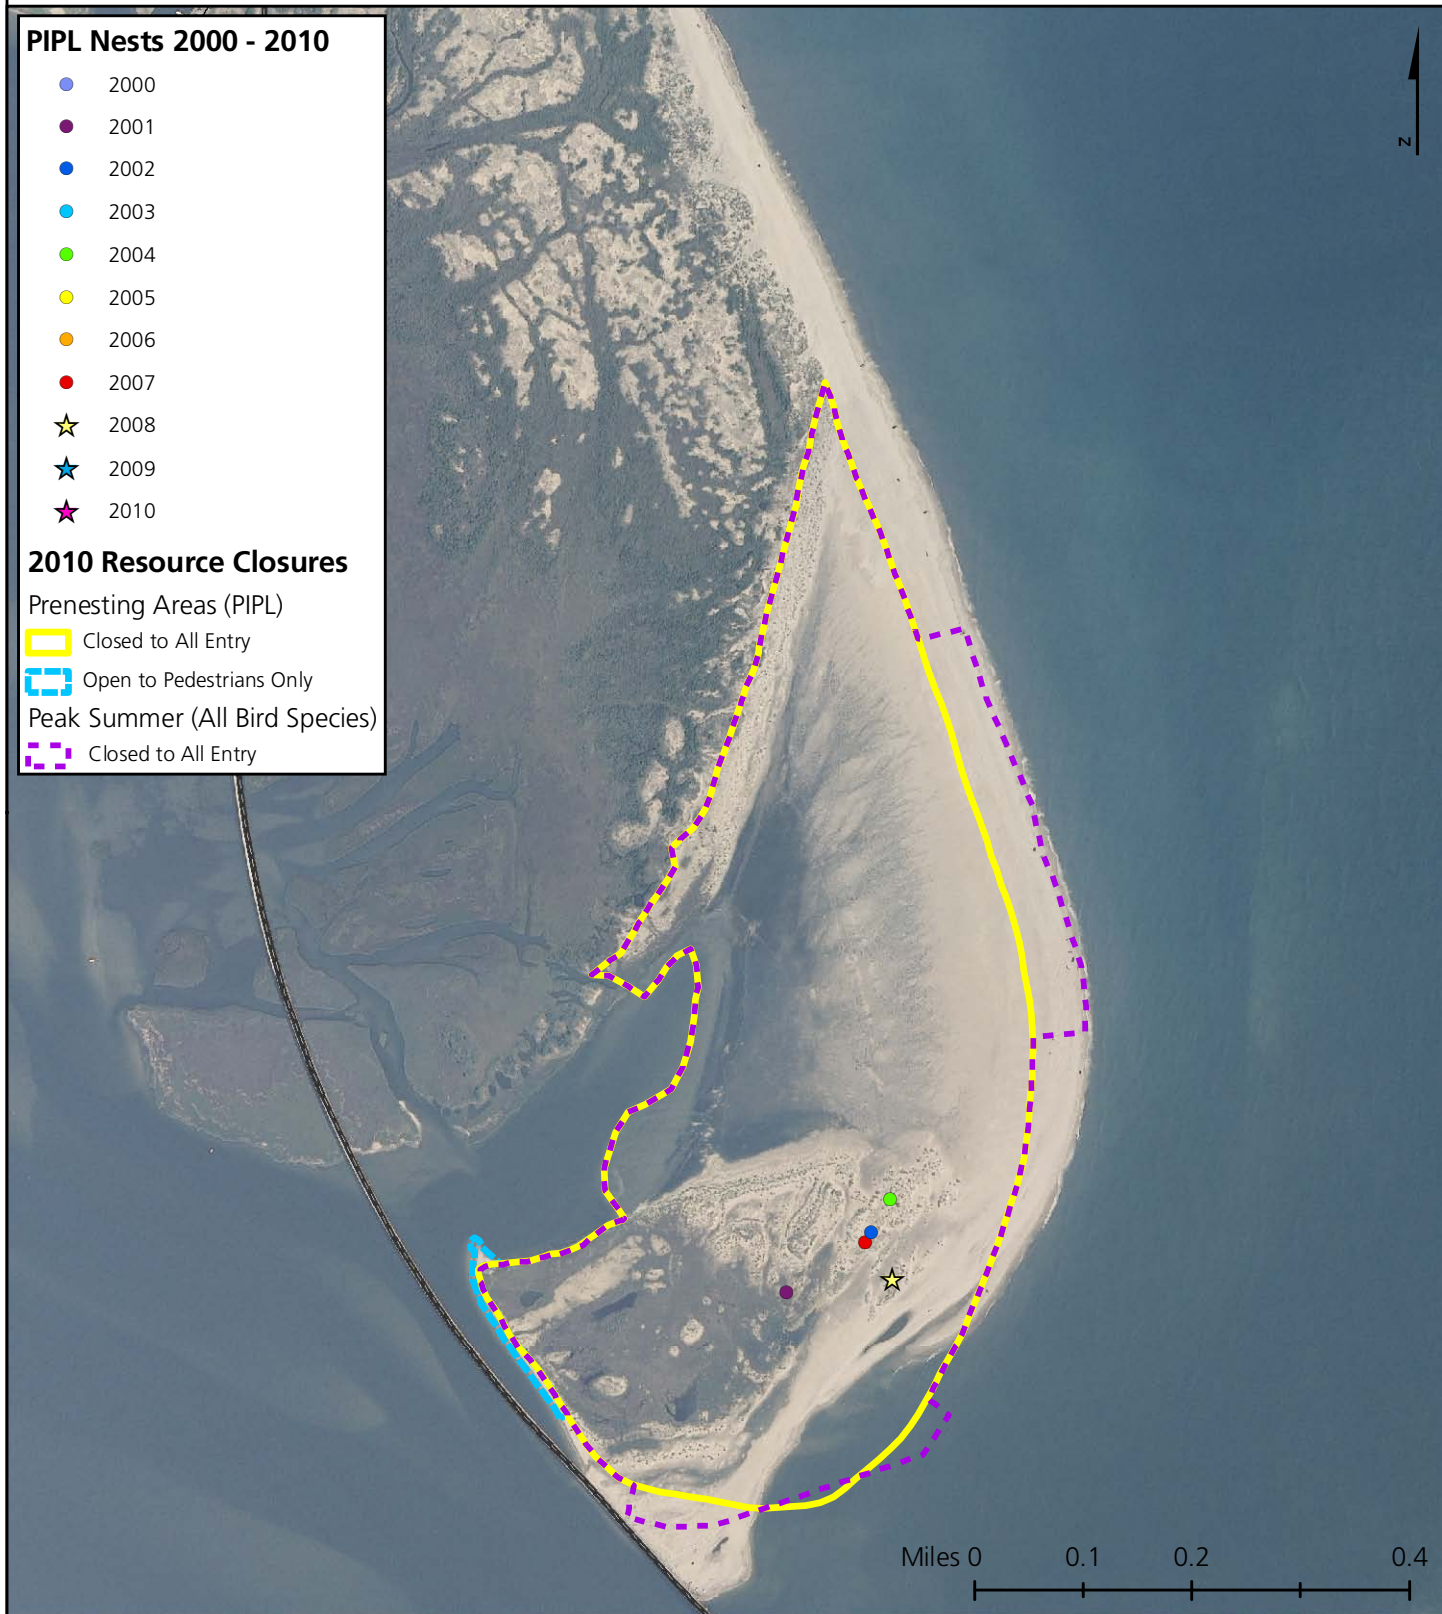 PIPL Nests 2000 - 2010
2000
2001
2002
2003
2004
2005
2006
2007
2008
2009
2010
2010 Resource Closures
Prenesting Areas (PIPL)
Closed to All Entry
Open to Pedestrians Only
Peak Summer (All Bird Species)
Closed to All Entry
N
Miles 0 0.1 0.2 0.4